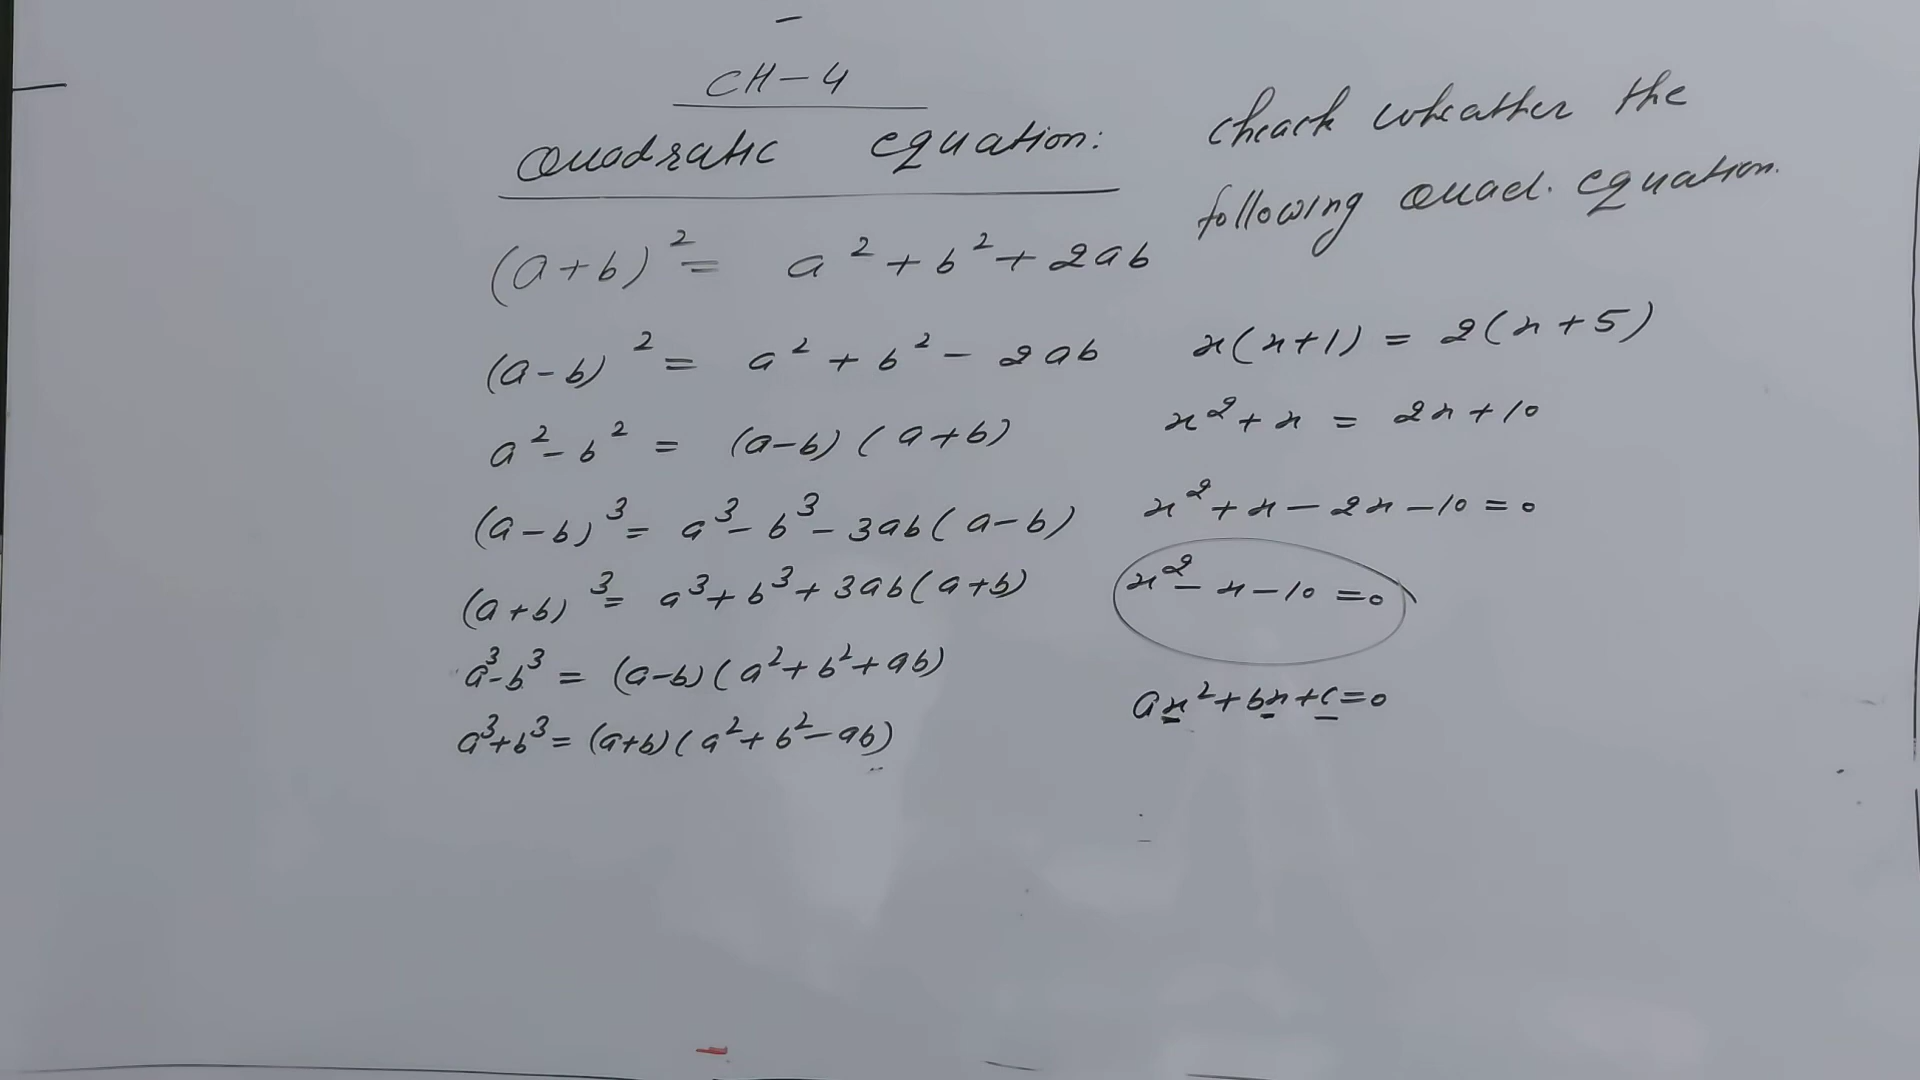 CH-4
Quadratic equation:
(a+b)² = a² + b² + 2ab
(a-b)² = a² + b² - 2ab
a² - b² = (a-b) (a+b)
(a-b)³ = a³ - b³ - 3ab(a-b)
(a+b)³ = a³ + b³ + 3ab(a+b)
a³-b³ = (a-b)(a²+b²+ab)
a³+b³ = (a+b)(a²+b²-ab)
cheack wheather the
following Quad. equation.
x(x+1) = 2(x+5)
x²+x = 2x+10
x²+x-2x-10=0
x²-x-10=0
ax²+bx+c=0